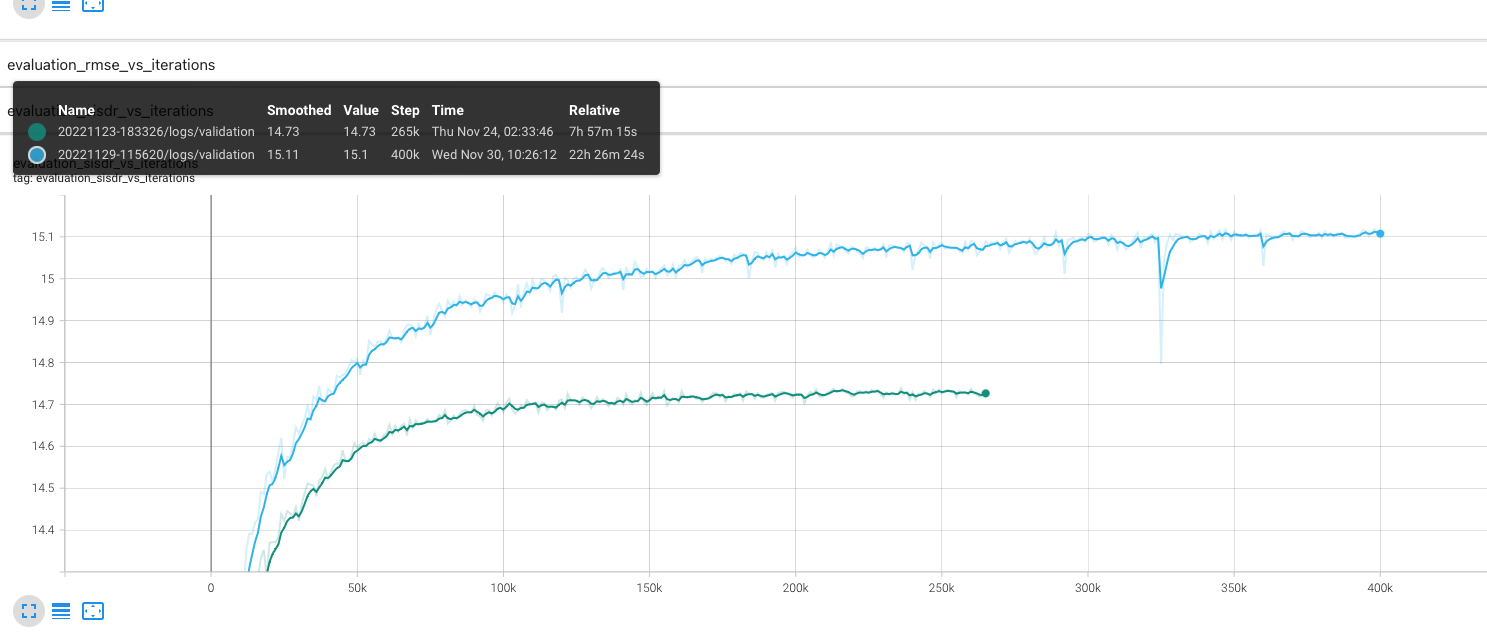 evaluation_rmse_vs_iterations
evaluation_sisdr_vs_iterations
Name Smoothed Value Step Time Relative
20221123-183326/logs/validation 14.73 14.73 265k Thu Nov 24, 02:33:46 7h 57m 15s
20221129-115620/logs/validation 15.11 15.1 400k Wed Nov 30, 10:26:12 22h 26m 24s
evaluation_sisdr_vs_iterations
tag: evaluation_sisdr_vs_iterations
15.1
15
14.9
14.8
14.7
14.6
14.5
14.4
0 50k 100k 150k 200k 250k 300k 350k 400k